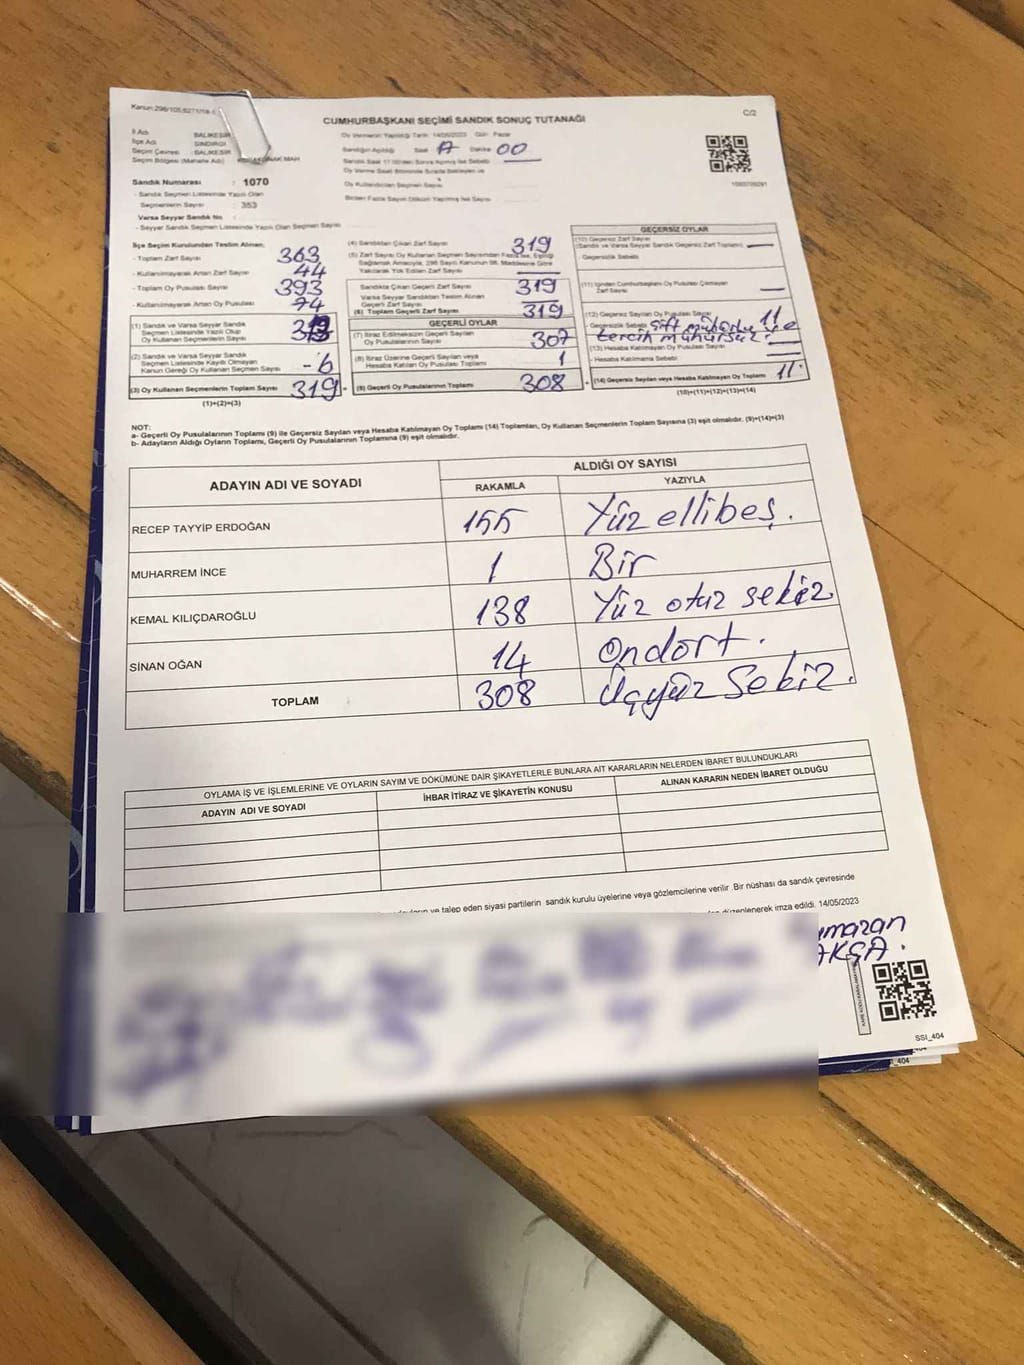 Kanun:298/105;6271/18-
CUMHURBAŞKANI SEÇİMİ SANDIK SONUÇ TUTANAĞI
C/2
İl Adı : BALIKESİR
İlçe Adı : SINDIRGI
Seçim Çevresi : BALIKESİR
Seçim Bölgesi (Mahalle Adı) : MAH
Sandık Numarası : 1070
- Sandık Seçmen Listesinde Yazılı Olan
Seçmenlerin Sayısı : 353
Varsa Seyyar Sandık No :
- Seyyar Sandık Seçmen Listesinde Yazılı Olan Seçmen Sayısı
Oy Vermenin Yapıldığı Tarih: 14/05/2023 Gün: Pazar
Sandığın Açıldığı Saat Dakika 00
Sandık Saat 17:00'den Sonra Açılmış İse Sebebi
Oy Verme Saati Bitiminde Sırada Bekleyen ve
Oy Kullandırılan Seçmen Sayısı
Birden Fazla Sayım Döküm Yapılmış İse Sayısı
İlçe Seçim Kurulundan Teslim Alınan;
- Toplam Zarf Sayısı 363
- Kullanılmayarak Artan Zarf Sayısı 44
- Toplam Oy Pusulası Sayısı 393
- Kullanılmayarak Artan Oy Pusulası 74
(1) Sandık ve Varsa Seyyar Sandık
Seçmen Listesinde Yazılı Olup
Oy Kullanan Seçmenlerin Sayısı
(2) Sandık ve Varsa Seyyar Sandık
Seçmen Listesinde Kayıtlı Olmayan
Kanun Gereği Oy Kullanan Seçmen Sayısı - 6
(3) Oy Kullanan Seçmenlerin Toplam Sayısı 319
(1)+(2)=(3)
(4) Sandıktan Çıkan Zarf Sayısı 319
(5) Zarf Sayısı Oy Kullanan Seçmen Sayısından Fazla ise, Eşitliği
Sağlamak Amacıyla, 298 Sayılı Kanunun 98. Maddesine Göre
Yakılarak Yok Edilen Zarf Sayısı
Sandıkta Çıkan Geçerli Zarf Sayısı 319
Varsa Seyyar Sandıktan Teslim Alınan
Geçerli Zarf Sayısı
(6) Toplam Geçerli Zarf Sayısı 319
GEÇERLİ OYLAR
(7) İtiraz Edilmeksizin Geçerli Sayılan
Oy Pusulasının Sayısı 307
(8) İtiraz Üzerine Geçerli Sayılan veya
Hesaba Katılan Oy Pusulası Sayısı 1
(9) Geçerli Oy Pusulalarının Toplamı 308
GEÇERSİZ OYLAR
(10) Geçersiz Zarf Sayısı
(Sandık ve Varsa Seyyar Sandık Geçersiz Zarf Toplamı)
- Geçersizlik Sebebi
(11) İçinden Cumhurbaşkanı Oy Pusulası Çıkmayan
Zarf Sayısı
(12) Geçersiz Sayılan Oy Pusulası Sayısı 11
- Geçersizlik Sebebi çift mühürlü ve
tercih mühürsüz.
(13) Hesaba Katılmayan Oy Pusulası Sayısı
- Hesaba Katılmama Sebebi
(14) Geçersiz Sayılan veya Hesaba Katılmayan Oy Toplamı 11
(10)+(11)+(12)+(13)=(14)
NOT:
a- Geçerli Oy Pusulalarının Toplamı (9) ile Geçersiz Sayılan veya Hesaba Katılmayan Oy Toplamı (14) Toplamları, Oy Kullanan Seçmenlerin Toplam Sayısına (3) eşit olmalıdır. (9)+(14)=(3)
b- Adayların Aldığı Oyların Toplamı, Geçerli Oy Pusulalarının Toplamına (9) eşit olmalıdır.
ADAYIN ADI VE SOYADI
ALDIĞI OY SAYISI
RAKAMLA YAZIYLA
RECEP TAYYİP ERDOĞAN 155 Yüz ellibeş.
MUHARREM İNCE 1 Bir
KEMAL KILIÇDAROĞLU 138 Yüz otuz sekiz
SİNAN OĞAN 14 Ondört.
TOPLAM 308 Üçyüz Sekiz.
OYLAMA İŞ VE İŞLEMLERİNE VE OYLARIN SAYIM VE DÖKÜMÜNE DAİR ŞİKAYETLERLE BUNLARA AİT KARARLARIN NELERDEN İBARET BULUNDUKLARI
ADAYIN ADI VE SOYADI İHBAR İTİRAZ VE ŞİKAYETİN KONUSU ALINAN KARARIN NEDEN İBARET OLDUĞU
ve talep eden siyasi partilerin sandık kurulu üyelerine veya gözlemcilerine verilir .Bir nüshası da sandık çevresinde
düzenlenerek imza edildi. 14/05/2023
AKÇA.
SSI_404